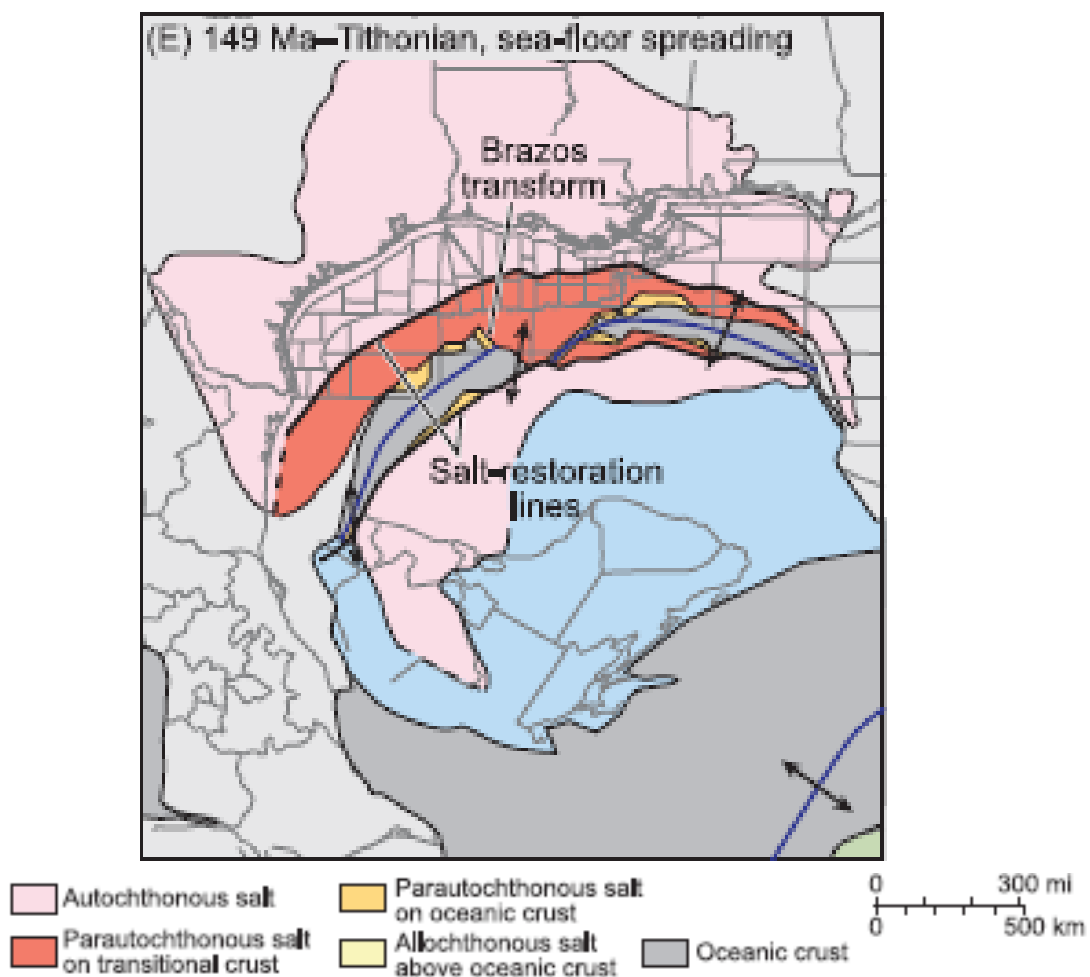 (E) 149 Ma–Tithonian, sea-floor spreading
Brazos
transform
Salt-restoration
lines
Autochthonous salt
Parautochthonous salt
on transitional crust
Parautochthonous salt
on oceanic crust
Allochthonous salt
above oceanic crust
Oceanic crust
0 300 mi
0 500 km